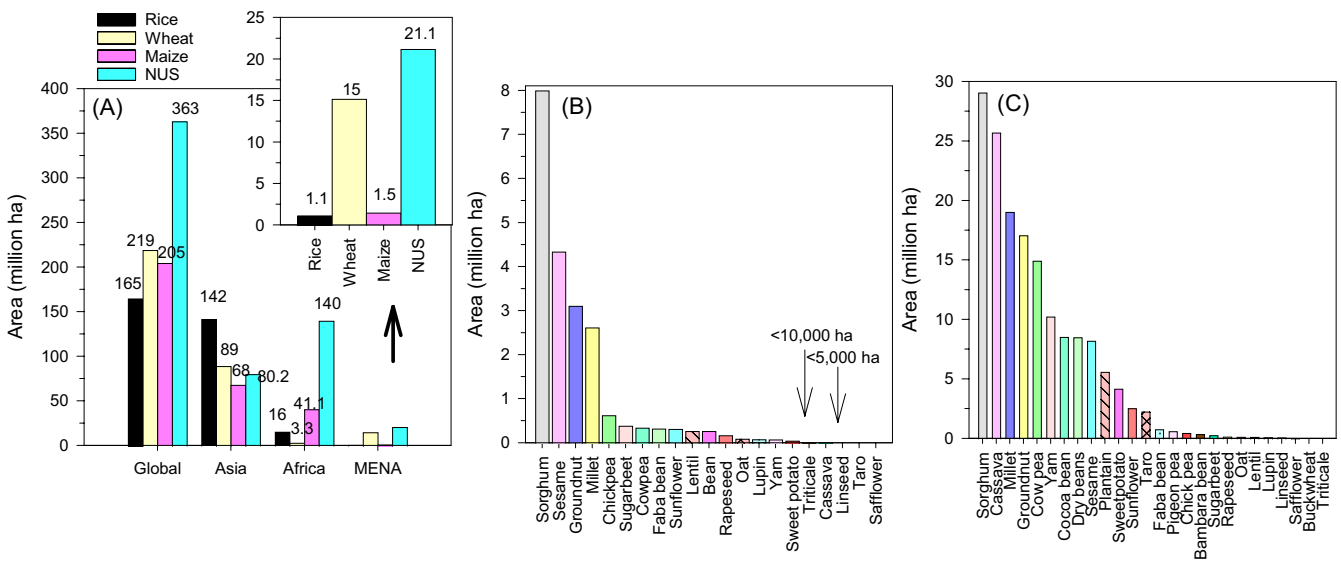 Rice
Wheat
Maize
NUS
(A)
Area (million ha)
400
350
300
250
200
150
100
50
0
165
219
205
363
142
89
68
80.2
16
3.3
41.1
140
Global
Asia
Africa
MENA
25
20
15
10
5
0
1.1
15
1.5
21.1
Rice
Wheat
Maize
NUS
(B)
Area (million ha)
8
7
6
5
4
3
2
1
0
<10,000 ha
<5,000 ha
Sorghum
Sesame
Groundnut
Millet
Chickpea
Sugarbeet
Cowpea
Faba bean
Sunflower
Lentil
Bean
Rapeseed
Oat
Lupin
Yam
Sweet potato
Triticale
Cassava
Linseed
Taro
Safflower
(C)
Area (million ha)
30
25
20
15
10
5
0
Sorghum
Cassava
Millet
Groundnut
Cow pea
Yam
Cocoa bean
Dry beans
Sesame
Plantain
Sweetpotato
Sunflower
Taro
Faba bean
Pigeon pea
Chick pea
Bambara bean
Sugarbeet
Rapeseed
Oat
Lentil
Lupin
Linseed
Safflower
Buckwheat
Triticale